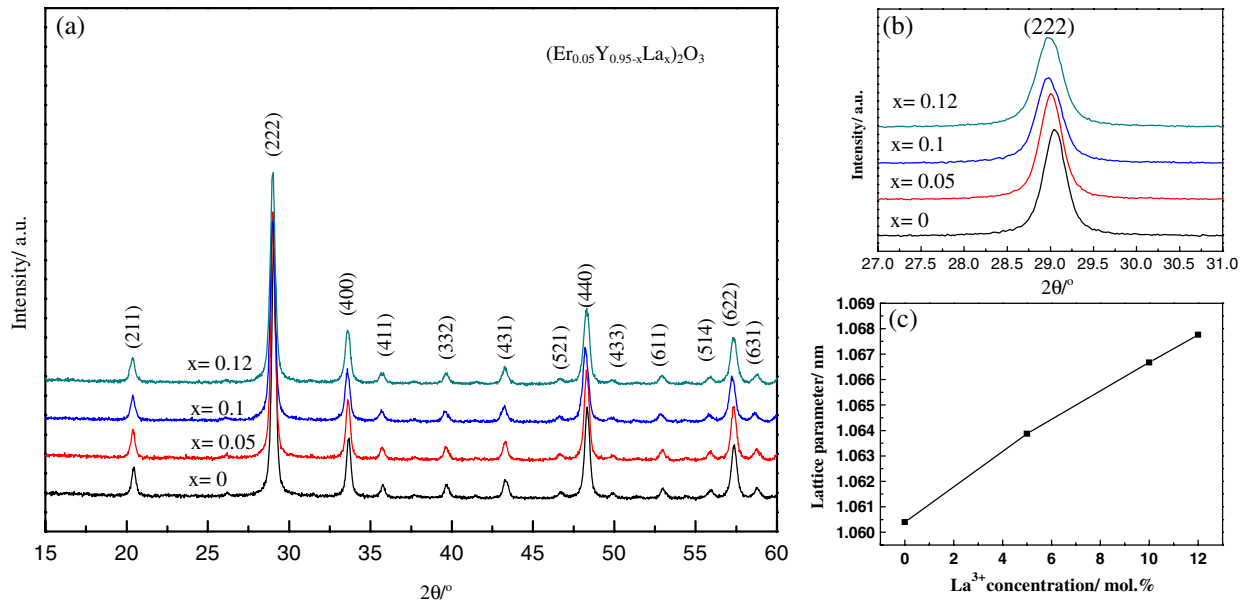 (a)
(Er0.05Y0.95-xLax)2O3
(222)
(211)
(400)
(411)
(332)
(431)
(521)
(440)
(433)
(611)
(514)
(622)
(631)
x= 0.12
x= 0.1
x= 0.05
x= 0
Intensity/ a.u.
15 20 25 30 35 40 45 50 55 60
2θ/°
(b)
(222)
x= 0.12
x= 0.1
x= 0.05
x= 0
Intensity/ a.u.
27.0 27.5 28.0 28.5 29.0 29.5 30.0 30.5 31.0
2θ/°
(c)
1.069
1.068
1.067
1.066
1.065
1.064
1.063
1.062
1.061
1.060
Lattice parameter/ nm
0 2 4 6 8 10 12
La3+ concentration/ mol.%